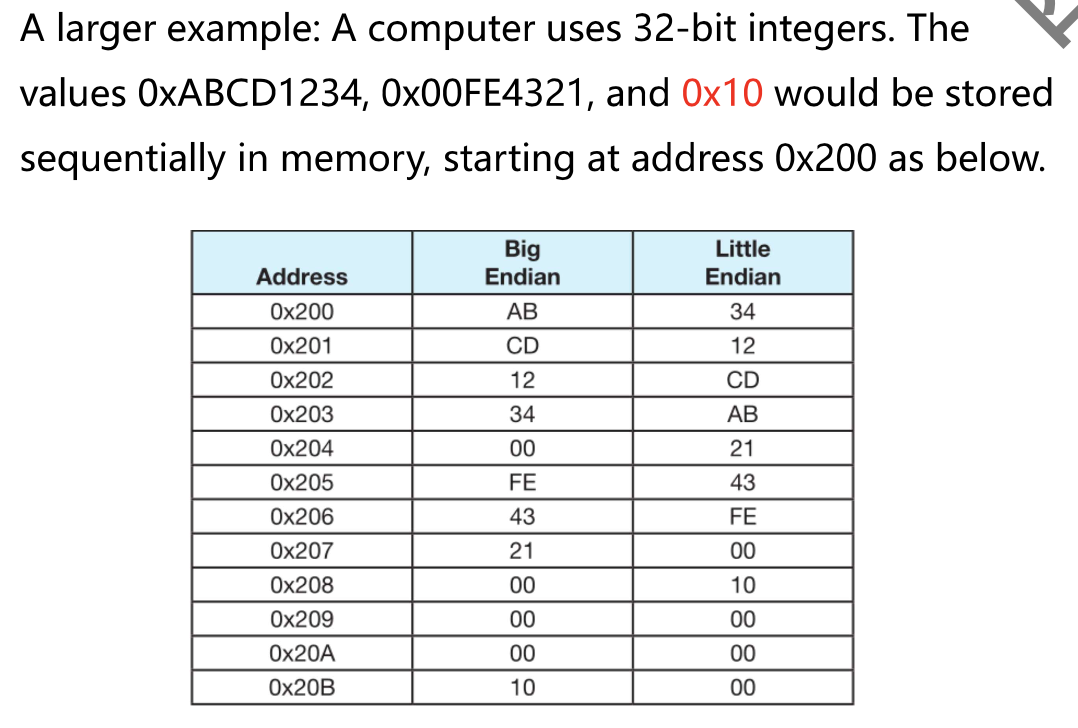 A larger example: A computer uses 32-bit integers. The
values 0xABCD1234, 0x00FE4321, and 0x10 would be stored
sequentially in memory, starting at address 0x200 as below.
Address Big Endian Little Endian
0x200 AB 34
0x201 CD 12
0x202 12 CD
0x203 34 AB
0x204 00 21
0x205 FE 43
0x206 43 FE
0x207 21 00
0x208 00 10
0x209 00 00
0x20A 00 00
0x20B 10 00